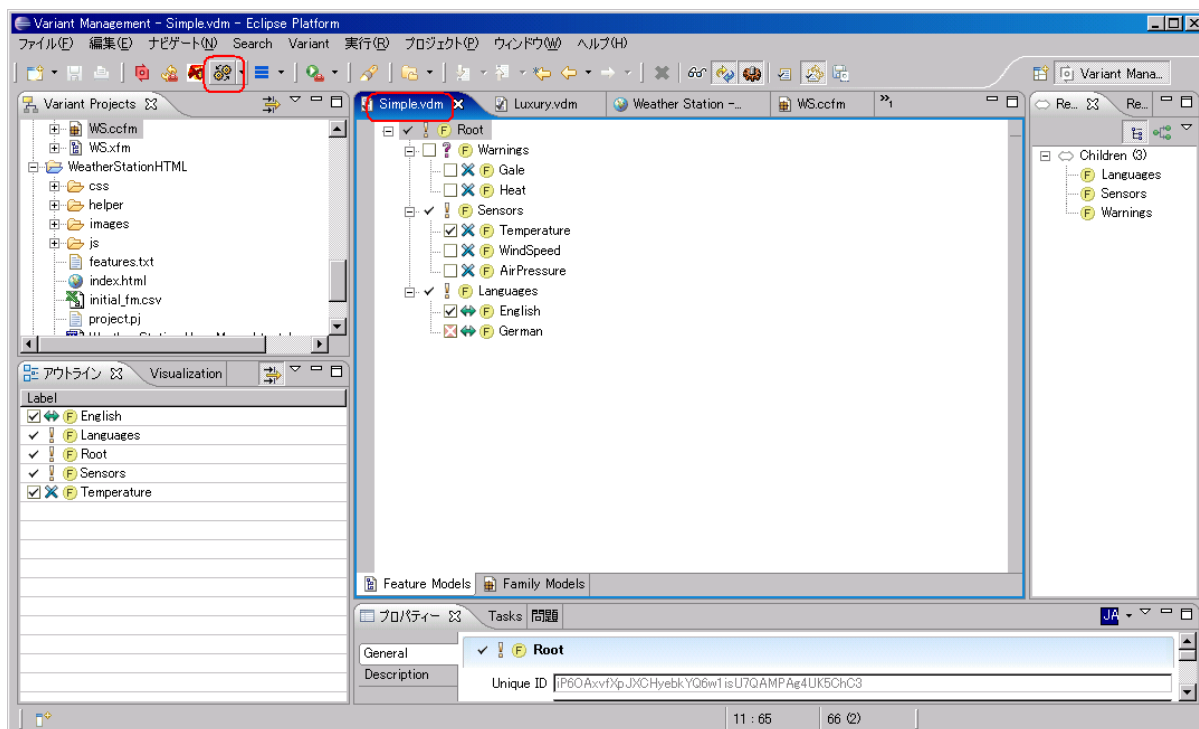 Variant Management - Simple.vdm - Eclipse Platform
ファイル(F) 編集(E) ナビゲート(N) Search Variant 実行(R) プロジェクト(P) ウィンドウ(W) ヘルプ(H)
Variant Mana...
Variant Projects
WS.ccfm
WS.xfm
WeatherStationHTML
css
helper
images
js
features.txt
index.html
initial_fm.csv
project.pj
Simple.vdm Luxury.vdm Weather Station -... WS.ccfm »1
Root
Warnings
Gale
Heat
Sensors
Temperature
WindSpeed
AirPressure
Languages
English
German
Feature Models Family Models
Re... Re...
Children (3)
Languages
Sensors
Warnings
アウトライン Visualization
Label
English
Languages
Root
Sensors
Temperature
プロパティー Tasks 問題
JA
General
Description
Root
Unique ID
11 : 65 66 (2)